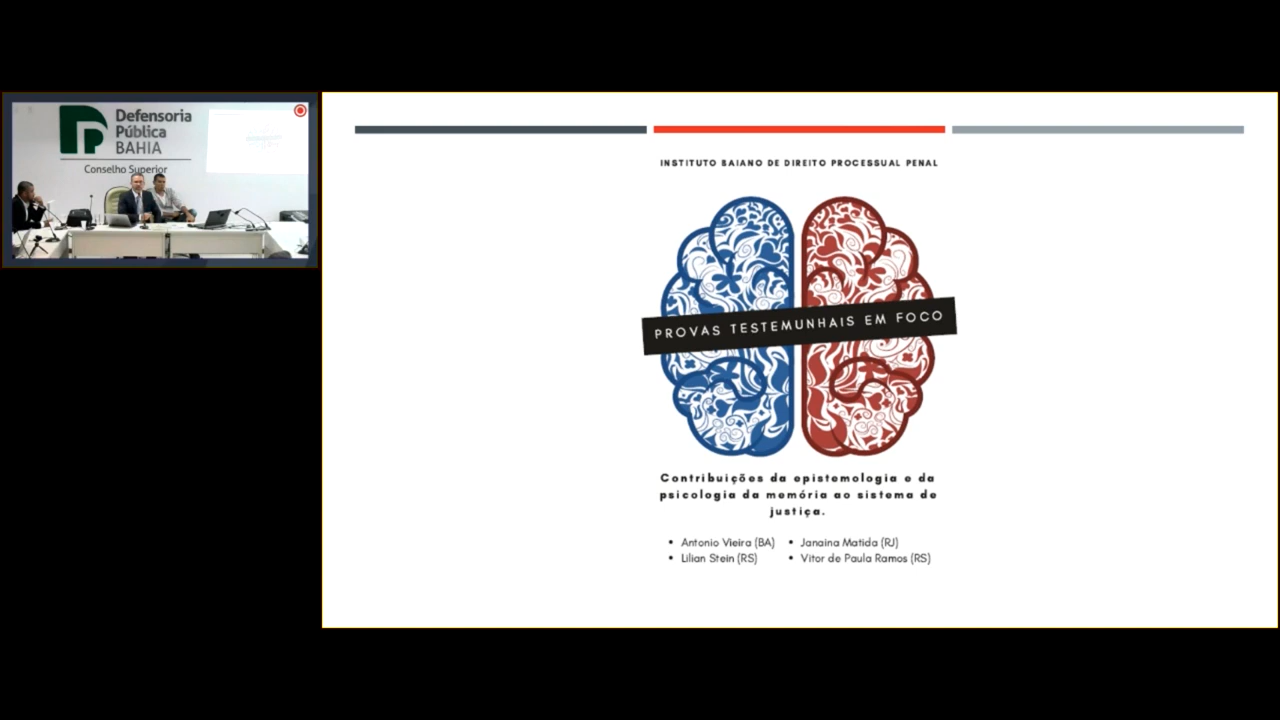 Defensoria
Pública
BAHIA
Conselho Superior
INSTITUTO BAIANO DE DIREITO PROCESSUAL PENAL
PROVAS TESTEMUNHAIS EM FOCO
Contribuições da epistemologia e da
psicologia da memória ao sistema de
justiça.
• Antonio Vieira (BA)
• Lilian Stein (RS)
• Janaina Matida (RJ)
• Vitor de Paula Ramos (RS)